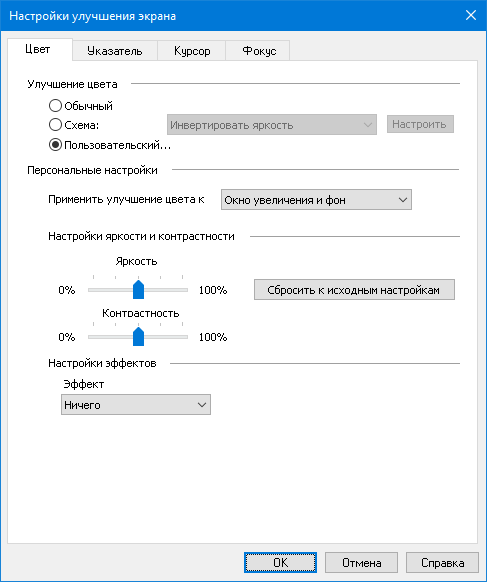 Настройки улучшения экрана
Цвет Указатель Курсор Фокус
Улучшение цвета
Обычный
Схема: Инвертировать яркость Настроить
Пользовательский...
Персональные настройки
Применить улучшение цвета к Окно увеличения и фон
Настройки яркости и контрастности
Яркость
0% 100% Сбросить к исходным настройкам
Контрастность
0% 100%
Настройки эффектов
Эффект
Ничего
OK Отмена Справка